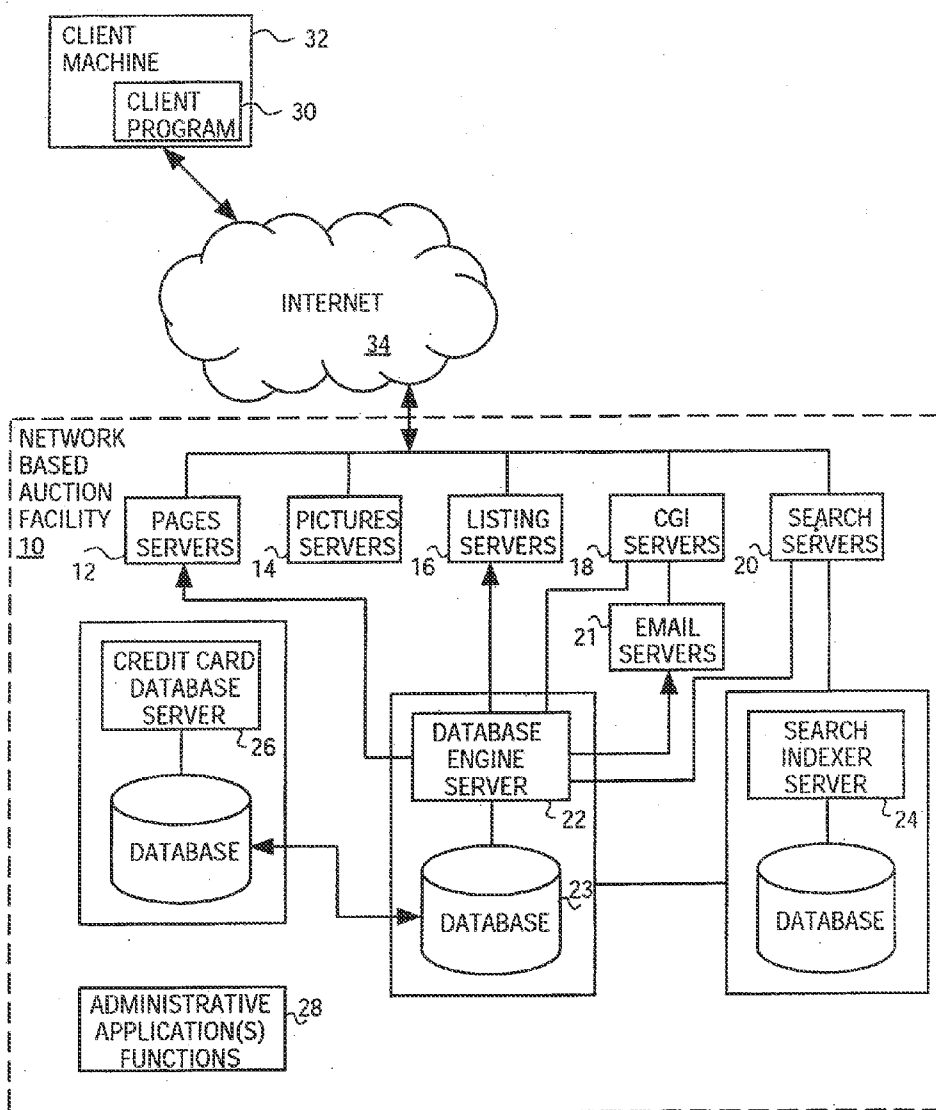 CLIENT
MACHINE
32
CLIENT
PROGRAM
30
INTERNET
34
NETWORK
BASED
AUCTION
FACILITY
10
PAGES
SERVERS
12
PICTURES
SERVERS
14
LISTING
SERVERS
16
CGI
SERVERS
18
SEARCH
SERVERS
20
EMAIL
SERVERS
21
CREDIT CARD
DATABASE
SERVER
26
DATABASE
DATABASE
ENGINE
SERVER
22
DATABASE
23
SEARCH
INDEXER
SERVER
24
DATABASE
ADMINISTRATIVE
APPLICATION(S)
FUNCTIONS
28